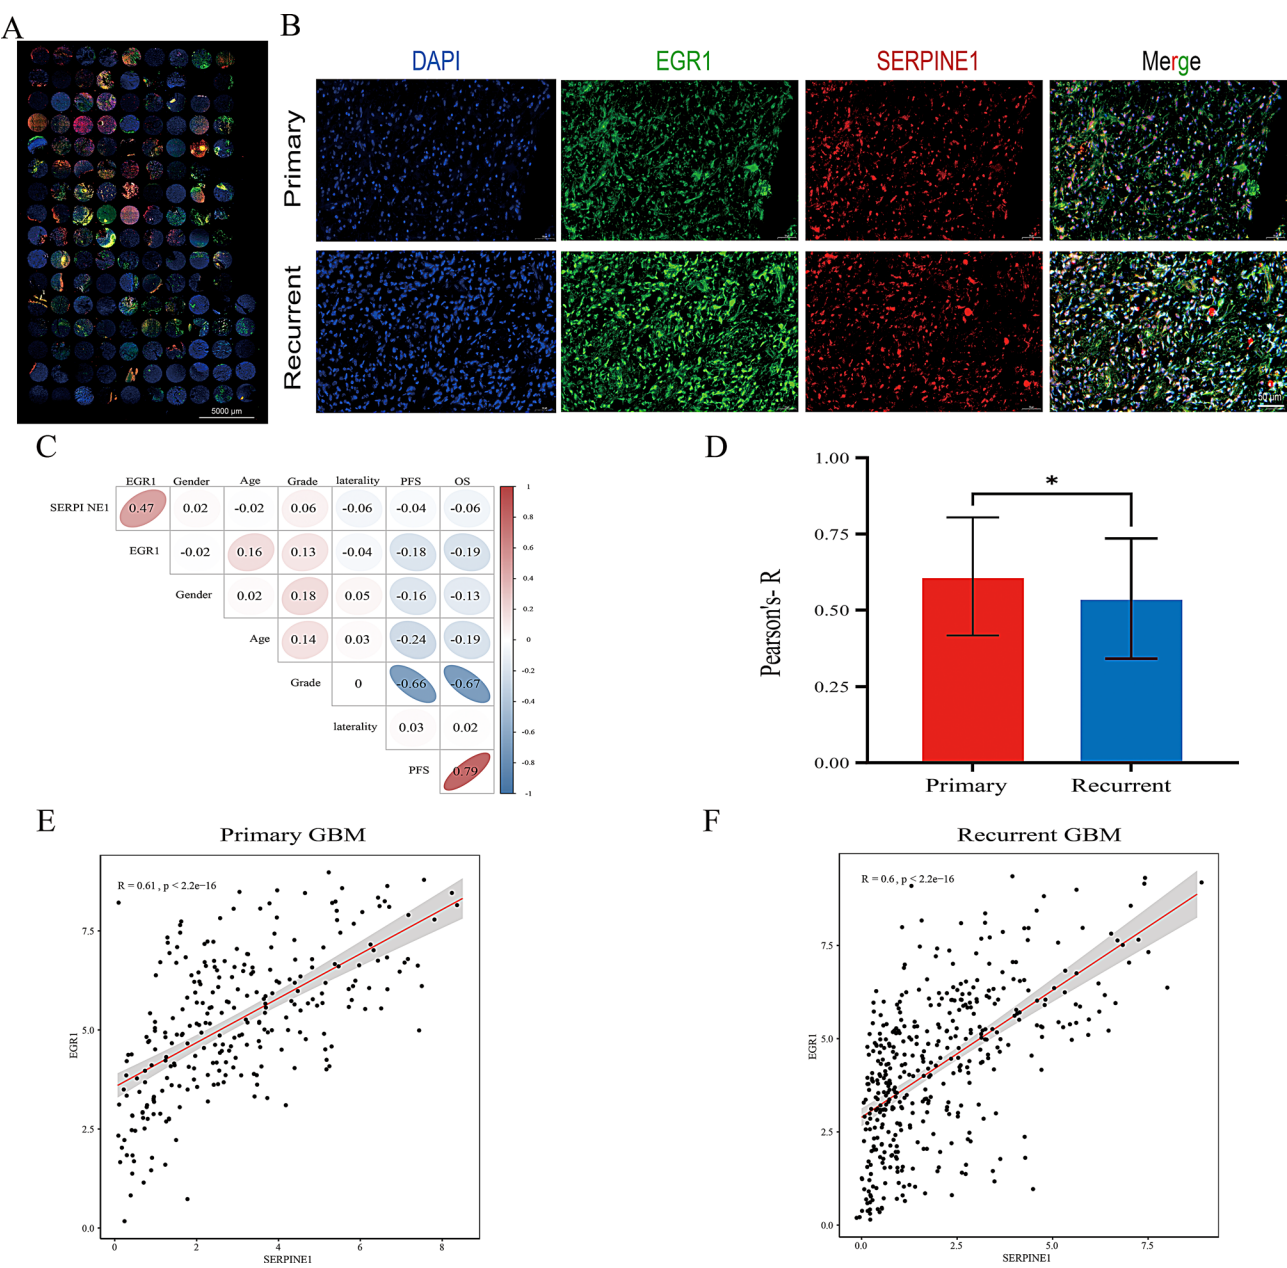 A
5000 μm
B
DAPI EGR1 SERPINE1 Merge
Primary
Recurrent
50 μm
C
EGR1 Gender Age Grade laterality PFS OS
SERPI NE1 0.47 0.02 -0.02 0.06 -0.06 -0.04 -0.06
EGR1 -0.02 0.16 0.13 -0.04 -0.18 -0.19
Gender 0.02 0.18 0.05 -0.16 -0.13
Age 0.14 0.03 -0.24 -0.19
Grade 0 -0.66 -0.67
laterality 0.03 0.02
PFS 0.79
1
0.8
0.6
0.4
0.2
0
-0.2
-0.4
-0.6
-0.8
-1
D
Pearson's- R
1.00
0.75
0.50
0.25
0.00
*
Primary Recurrent
E
Primary GBM
R = 0.61 , p < 2.2e−16
EGR1
7.5
5.0
2.5
0.0
0 2 4 6 8
SERPINE1
F
Recurrent GBM
R = 0.6 , p < 2.2e−16
EGR1
7.5
5.0
2.5
0.0
0.0 2.5 5.0 7.5
SERPINE1